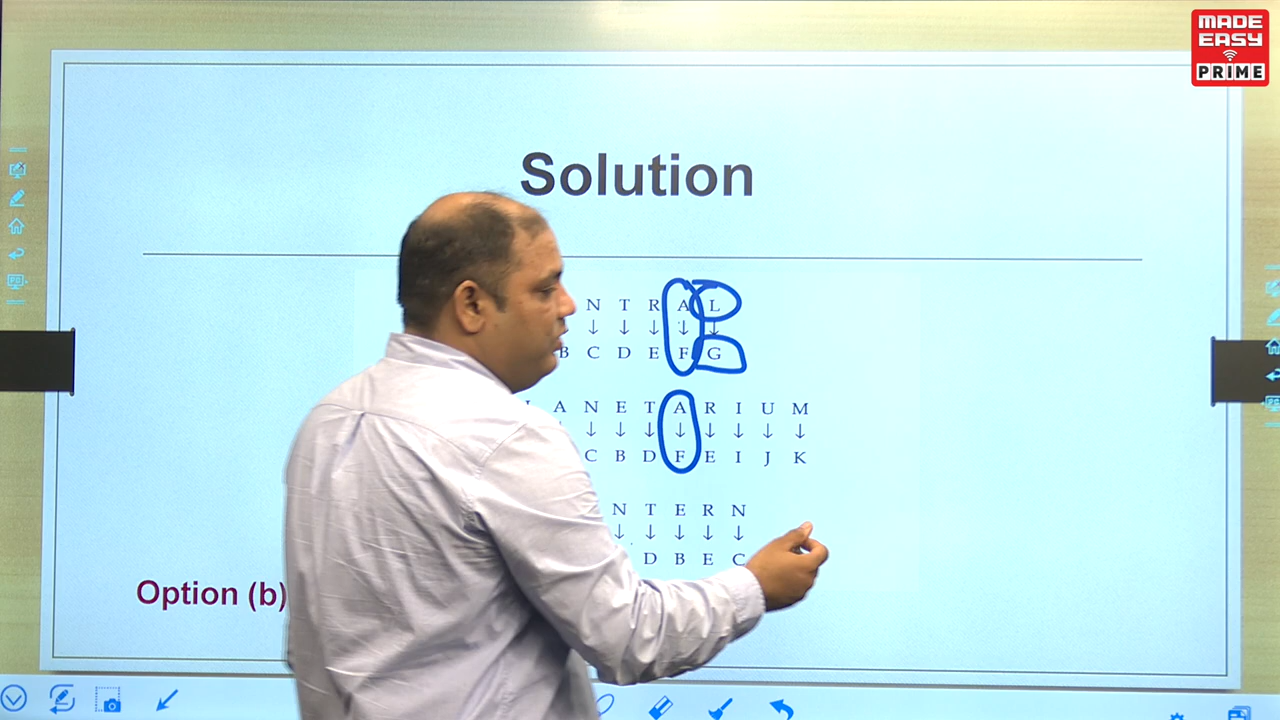 MADE
EASY
PRIME
Solution
N T R A L
↓ ↓ ↓ ↓ ↓
B C D E F G
A N E T A R I U M
↓ ↓ ↓ ↓ ↓ ↓ ↓ ↓
C B D F E I J K
N T E R N
↓ ↓ ↓ ↓ ↓
D B E C
Option (b)